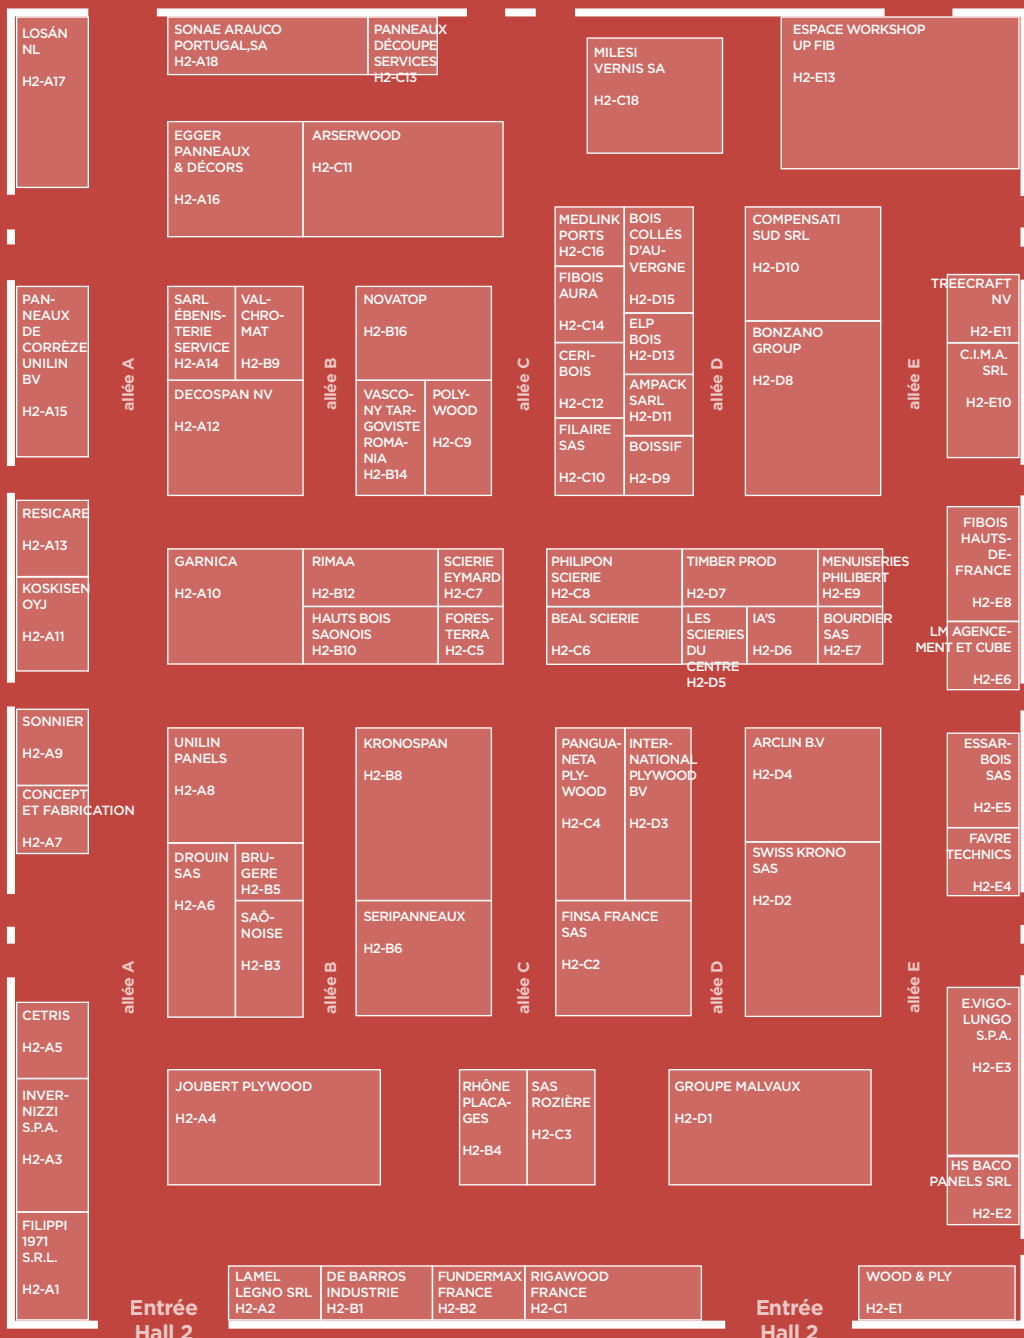 LOSÁN
NL
H2-A17
SONAE ARAUCO
PORTUGAL,SA
H2-A18
PANNEAUX
DÉCOUPE
SERVICES
H2-C13
MILESI
VERNIS SA
H2-C18
ESPACE WORKSHOP
UP FIB
H2-E13
EGGER
PANNEAUX
& DÉCORS
H2-A16
ARSERWOOD
H2-C11
MEDLINK
PORTS
H2-C16
BOIS
COLLÉS
D'AU-
VERGNE
H2-D15
COMPENSATI
SUD SRL
H2-D10
FIBOIS
AURA
H2-C14
TREECRAFT
NV
H2-E11
PAN-
NEAUX
DE
CORRÈZE
UNILIN
BV
H2-A15
allée A
SARL
ÉBENIS-
TERIE
SERVICE
H2-A14
VAL-
CHRO-
MAT
H2-B9
allée B
NOVATOP
H2-B16
allée C
ELP
BOIS
H2-D13
allée D
BONZANO
GROUP
H2-D8
allée E
C.I.M.A.
SRL
H2-E10
CERI-
BOIS
H2-C12
AMPACK
SARL
H2-D11
DECOSPAN NV
H2-A12
VASCO-
NY TAR-
GOVISTE
ROMA-
NIA
H2-B14
POLY-
WOOD
H2-C9
FILAIRE
SAS
H2-C10
BOISSIF
H2-D9
RESICARE
H2-A13
KOSKISEN
OYJ
H2-A11
GARNICA
H2-A10
RIMAA
H2-B12
SCIERIE
EYMARD
H2-C7
HAUTS BOIS
SAONOIS
H2-B10
FORES-
TERRA
H2-C5
PHILIPON
SCIERIE
H2-C8
TIMBER PROD
H2-D7
MENUISERIES
PHILIBERT
H2-E9
BEAL SCIERIE
H2-C6
LES
SCIERIES
DU
CENTRE
H2-D5
IA'S
H2-D6
BOURDIER
SAS
H2-E7
FIBOIS
HAUTS-
DE-
FRANCE
H2-E8
LM AGENCE-
MENT ET CUBE
H2-E6
SONNIER
H2-A9
CONCEPT
ET FABRICATION
H2-A7
UNILIN
PANELS
H2-A8
KRONOSPAN
H2-B8
PANGUA-
NETA
PLY-
WOOD
H2-C4
INTER-
NATIONAL
PLYWOOD
BV
H2-D3
ARCLIN B.V
H2-D4
ESSAR-
BOIS
SAS
H2-E5
FAVRE
TECHNICS
H2-E4
DROUIN
SAS
H2-A6
BRU-
GERE
H2-B5
SAÔ-
NOISE
H2-B3
SERIPANNEAUX
H2-B6
FINSA FRANCE
SAS
H2-C2
SWISS KRONO
SAS
H2-D2
allée A
allée B
allée C
allée D
allée E
CETRIS
H2-A5
INVER-
NIZZI
S.P.A.
H2-A3
FILIPPI
1971
S.R.L.
H2-A1
JOUBERT PLYWOOD
H2-A4
RHÔNE
PLACA-
GES
H2-B4
SAS
ROZIÈRE
H2-C3
GROUPE MALVAUX
H2-D1
E.VIGO-
LUNGO
S.P.A.
H2-E3
HS BACO
PANELS SRL
H2-E2
LAMEL
LEGNO SRL
H2-A2
DE BARROS
INDUSTRIE
H2-B1
FUNDERMAX
FRANCE
H2-B2
RIGAWOOD
FRANCE
H2-C1
WOOD & PLY
H2-E1
Entrée
Hall 2
Entrée
Hall 2